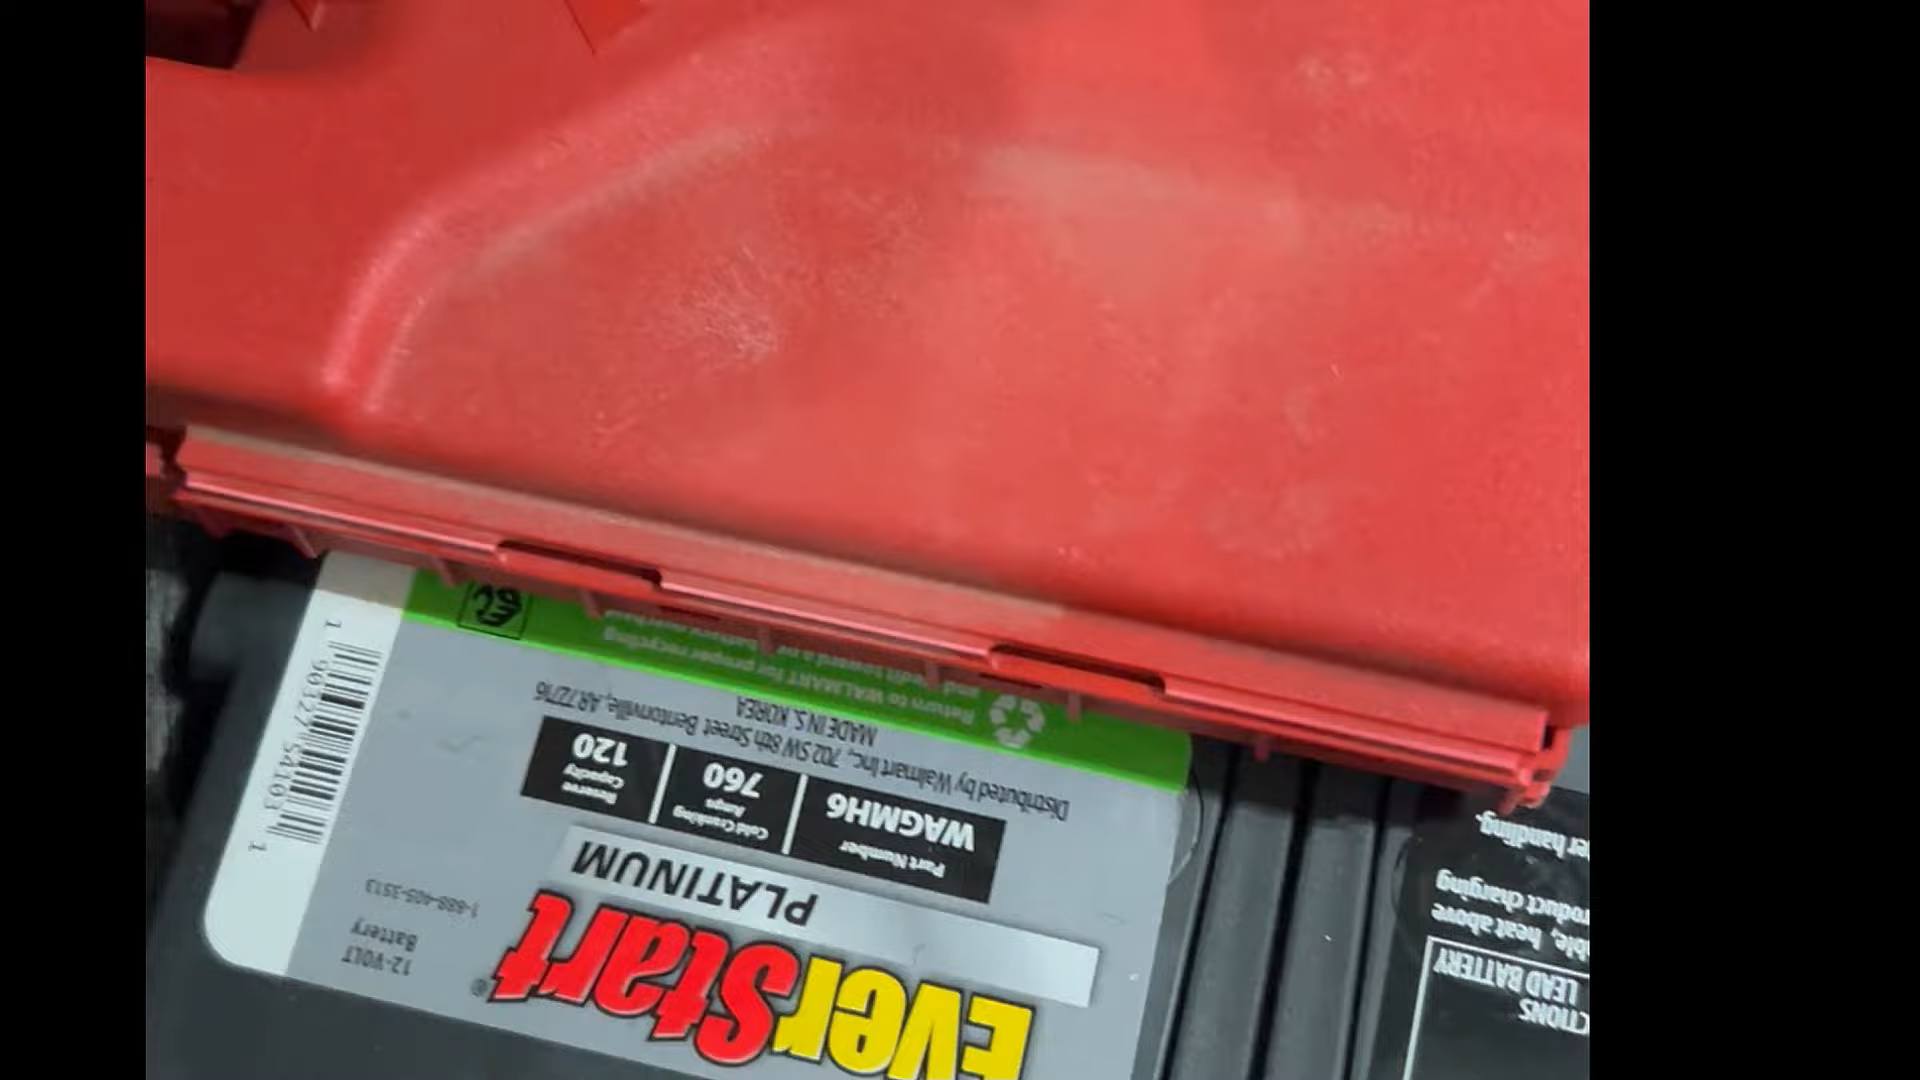 EverStart®
PLATINUM
12-VOLT
Battery
1-888-405-3513
Part Number
WAGMH6
Cold Cranking
Amps
760
Reserve
Capacity
120
Distributed by Walmart Inc., 702 SW 8th Street Bentonville, AR 72716
MADE IN S. KOREA
Return to WALMART for proper recycling
and
1 90327 54103 1
LEAD BATTERY
heat above
charging
handling.